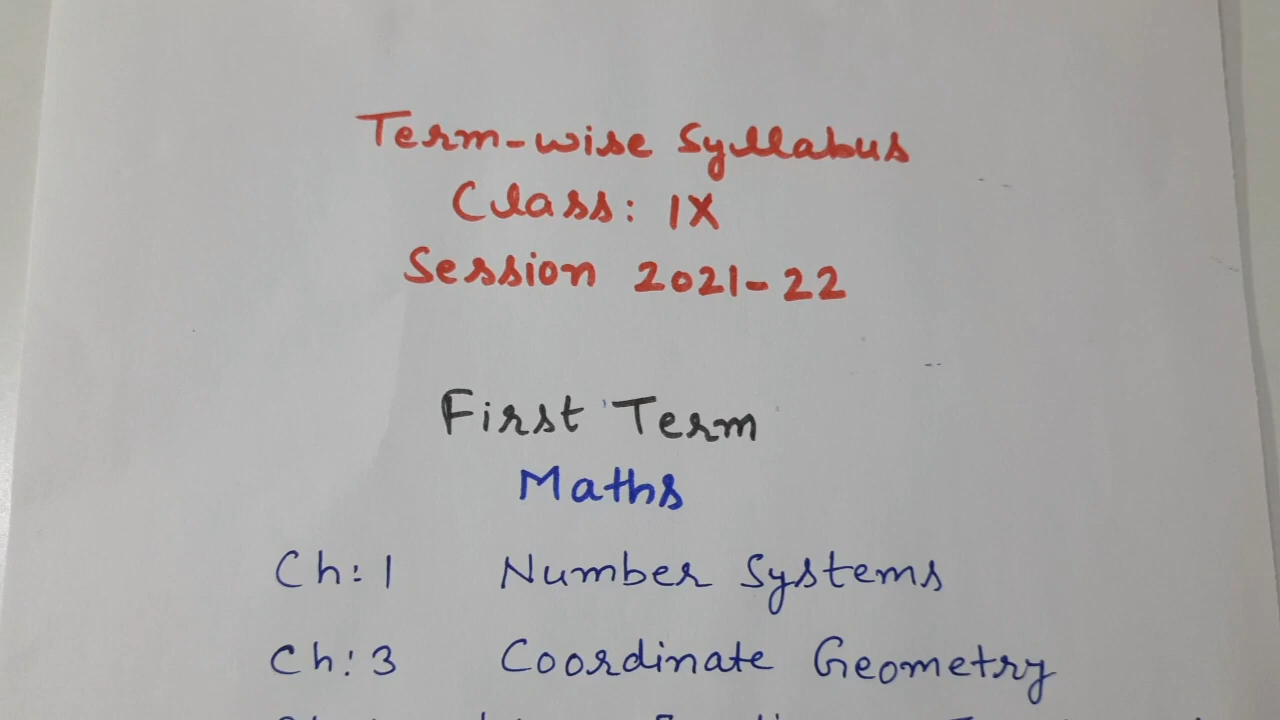 Term-wise Syllabus
Class: IX
Session 2021-22
First Term
Maths
Ch: 1 Number Systems
Ch: 3 Coordinate Geometry